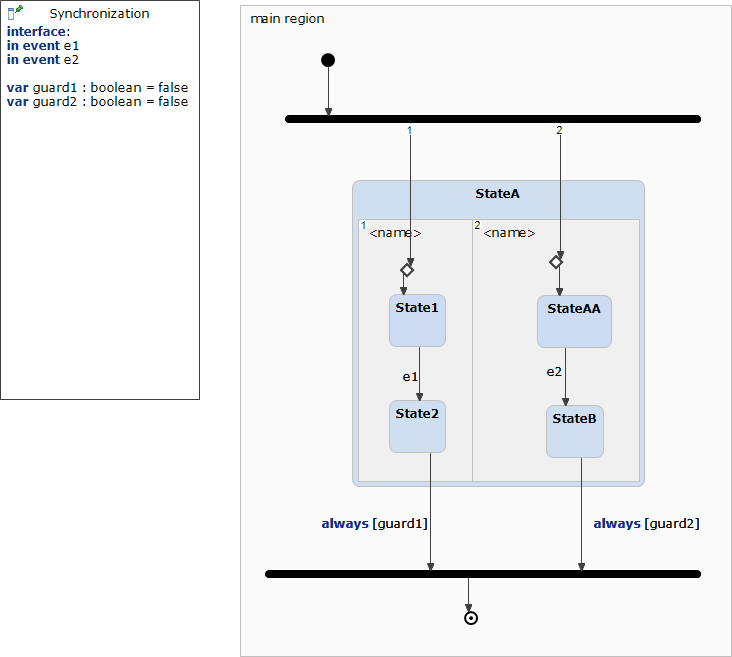 Synchronization
interface:
in event e1
in event e2
var guard1 : boolean = false
var guard2 : boolean = false
main region
1
2
StateA
1
<name>
2
<name>
State1
StateAA
e1
e2
State2
StateB
always [guard1]
always [guard2]